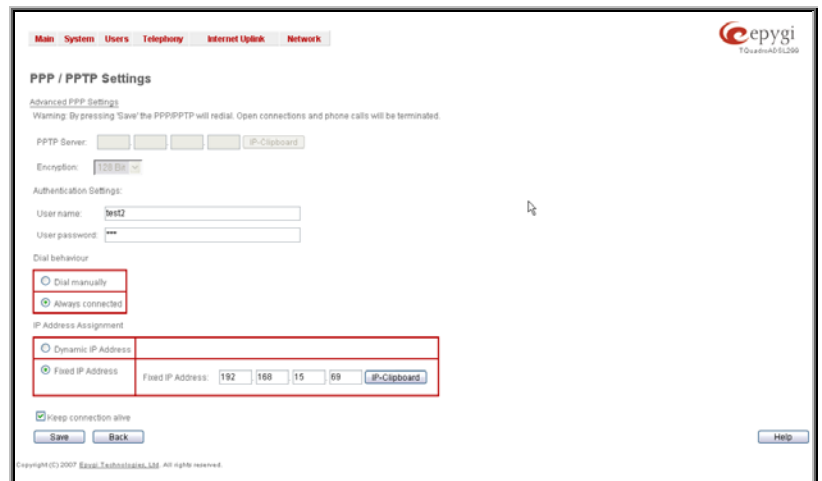 Main System Users Telephony Internet Uplink Network
epygi
TQuadroADSL200
PPP / PPTP Settings
Advanced PPP Settings
Warning: By pressing 'Save' the PPP/PPTP will redial. Open connections and phone calls will be terminated.
PPTP Server: . . . IP-Clipboard
Encryption: 128 Bit
Authentication Settings:
User name: test2
User password: ***
Dial behaviour
Dial manually
Always connected
IP Address Assignment
Dynamic IP Address
Fixed IP Address Fixed IP Address: 192 168 15 69 IP-Clipboard
Keep connection alive
Save Back Help
Copyright (C) 2007 Epygi Technologies, Ltd. All rights reserved.